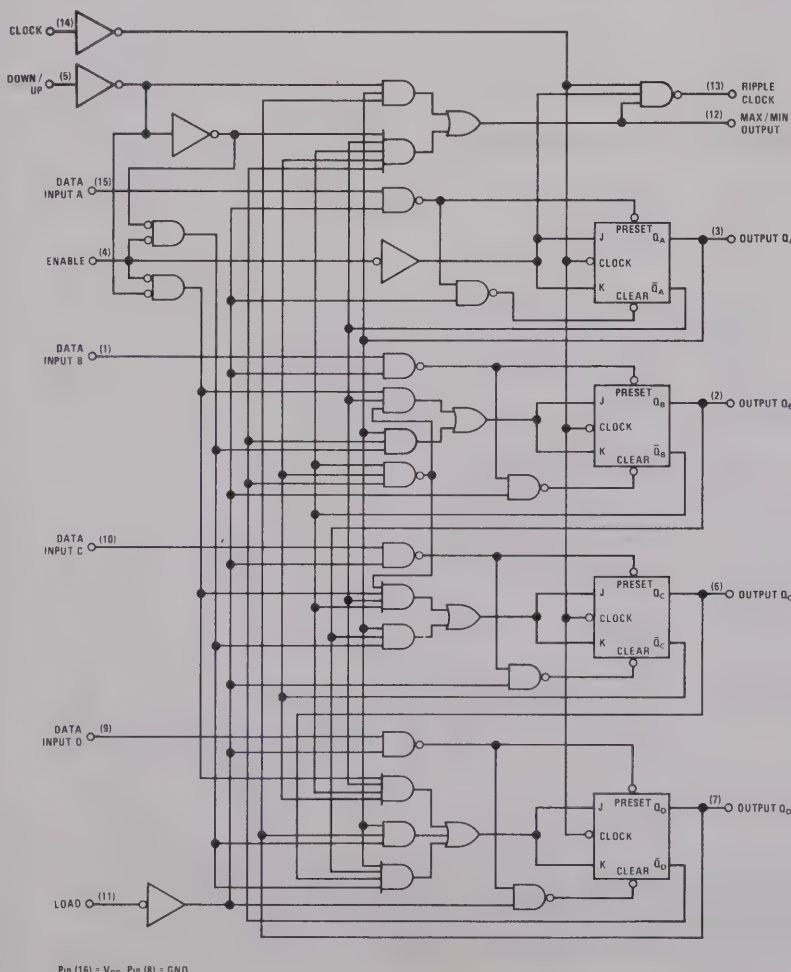 CLOCK (14)
DOWN / UP (5)
(13) RIPPLE CLOCK
(12) MAX/MIN OUTPUT
DATA INPUT A (15)
PRESET
J QA
(3) OUTPUT Q
CLOCK
ENABLE (4)
K Q̄A
CLEAR
DATA INPUT B (1)
PRESET
J QB
(2) OUTPUT Q
CLOCK
K Q̄B
CLEAR
DATA INPUT C (10)
PRESET
J QC
(6) OUTPUT QC
CLOCK
K Q̄C
CLEAR
DATA INPUT D (9)
PRESET
J QD
(7) OUTPUT QD
CLOCK
K Q̄D
CLEAR
LOAD (11)
Pin (16) = VCC, Pin (8) = GND